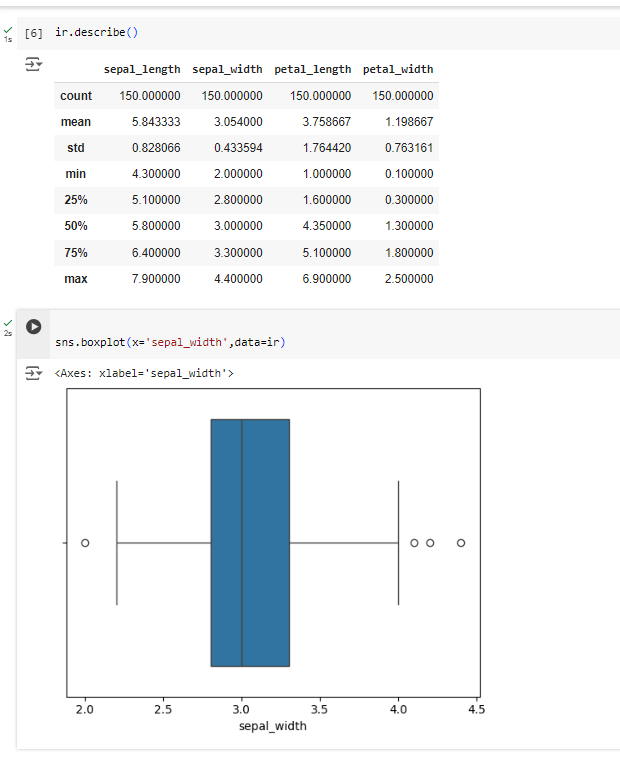 [6] ir.describe()
1s
sepal_length sepal_width petal_length petal_width
count 150.000000 150.000000 150.000000 150.000000
mean 5.843333 3.054000 3.758667 1.198667
std 0.828066 0.433594 1.764420 0.763161
min 4.300000 2.000000 1.000000 0.100000
25% 5.100000 2.800000 1.600000 0.300000
50% 5.800000 3.000000 4.350000 1.300000
75% 6.400000 3.300000 5.100000 1.800000
max 7.900000 4.400000 6.900000 2.500000
2s
sns.boxplot(x='sepal_width',data=ir)
<Axes: xlabel='sepal_width'>
2.0 2.5 3.0 3.5 4.0 4.5
sepal_width